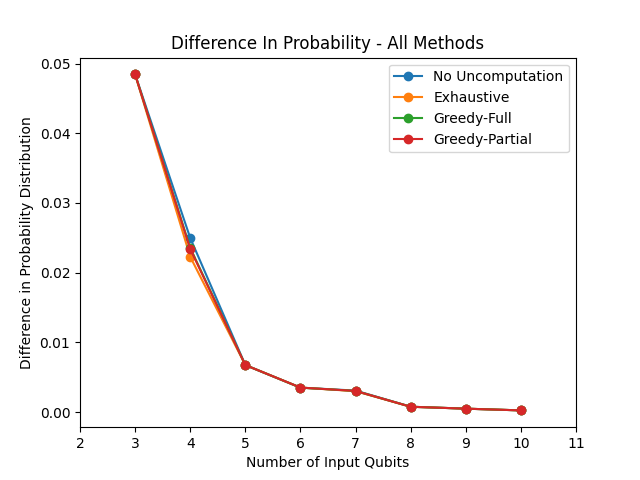 Difference In Probability - All Methods
No Uncomputation
Exhaustive
Greedy-Full
Greedy-Partial
Difference in Probability Distribution
0.05
0.04
0.03
0.02
0.01
0.00
2 3 4 5 6 7 8 9 10 11
Number of Input Qubits